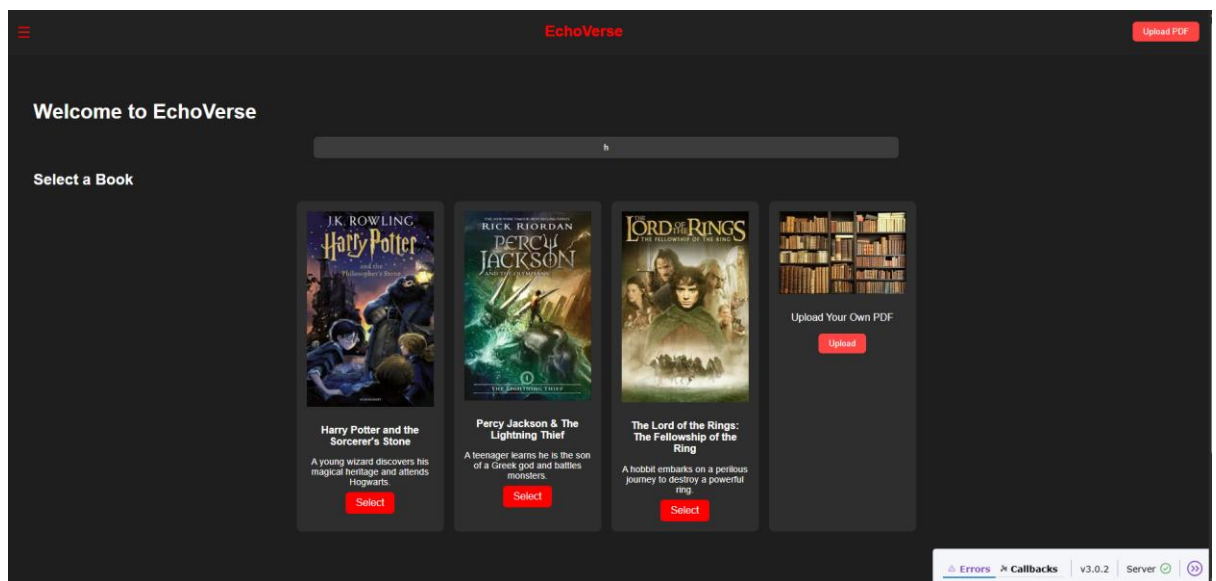 ☰
EchoVerse
Upload PDF
Welcome to EchoVerse
h
Select a Book
J.K. ROWLING
Harry Potter
and the
Philosopher's Stone
RICK RIORDAN
PERCY
JACKSON
AND THE OLYMPIANS
1
THE LIGHTNING THIEF
THE
LORD OF THE RINGS
THE FELLOWSHIP OF THE RING
Upload Your Own PDF
Upload
Harry Potter and the
Sorcerer's Stone
A young wizard discovers his
magical heritage and attends
Hogwarts.
Select
Percy Jackson & The
Lightning Thief
A teenager learns he is the son
of a Greek god and battles
monsters.
Select
The Lord of the Rings:
The Fellowship of the
Ring
A hobbit embarks on a perilous
journey to destroy a powerful
ring.
Select
Errors Callbacks v3.0.2 Server